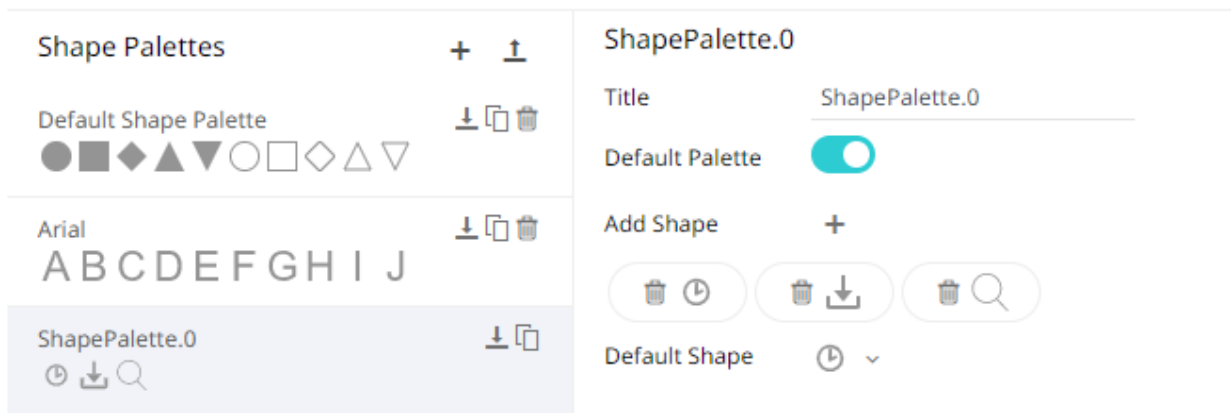 Shape Palettes
Default Shape Palette
Arial
A B C D E F G H I J
ShapePalette.0
ShapePalette.0
Title ShapePalette.0
Default Palette
Add Shape
Default Shape